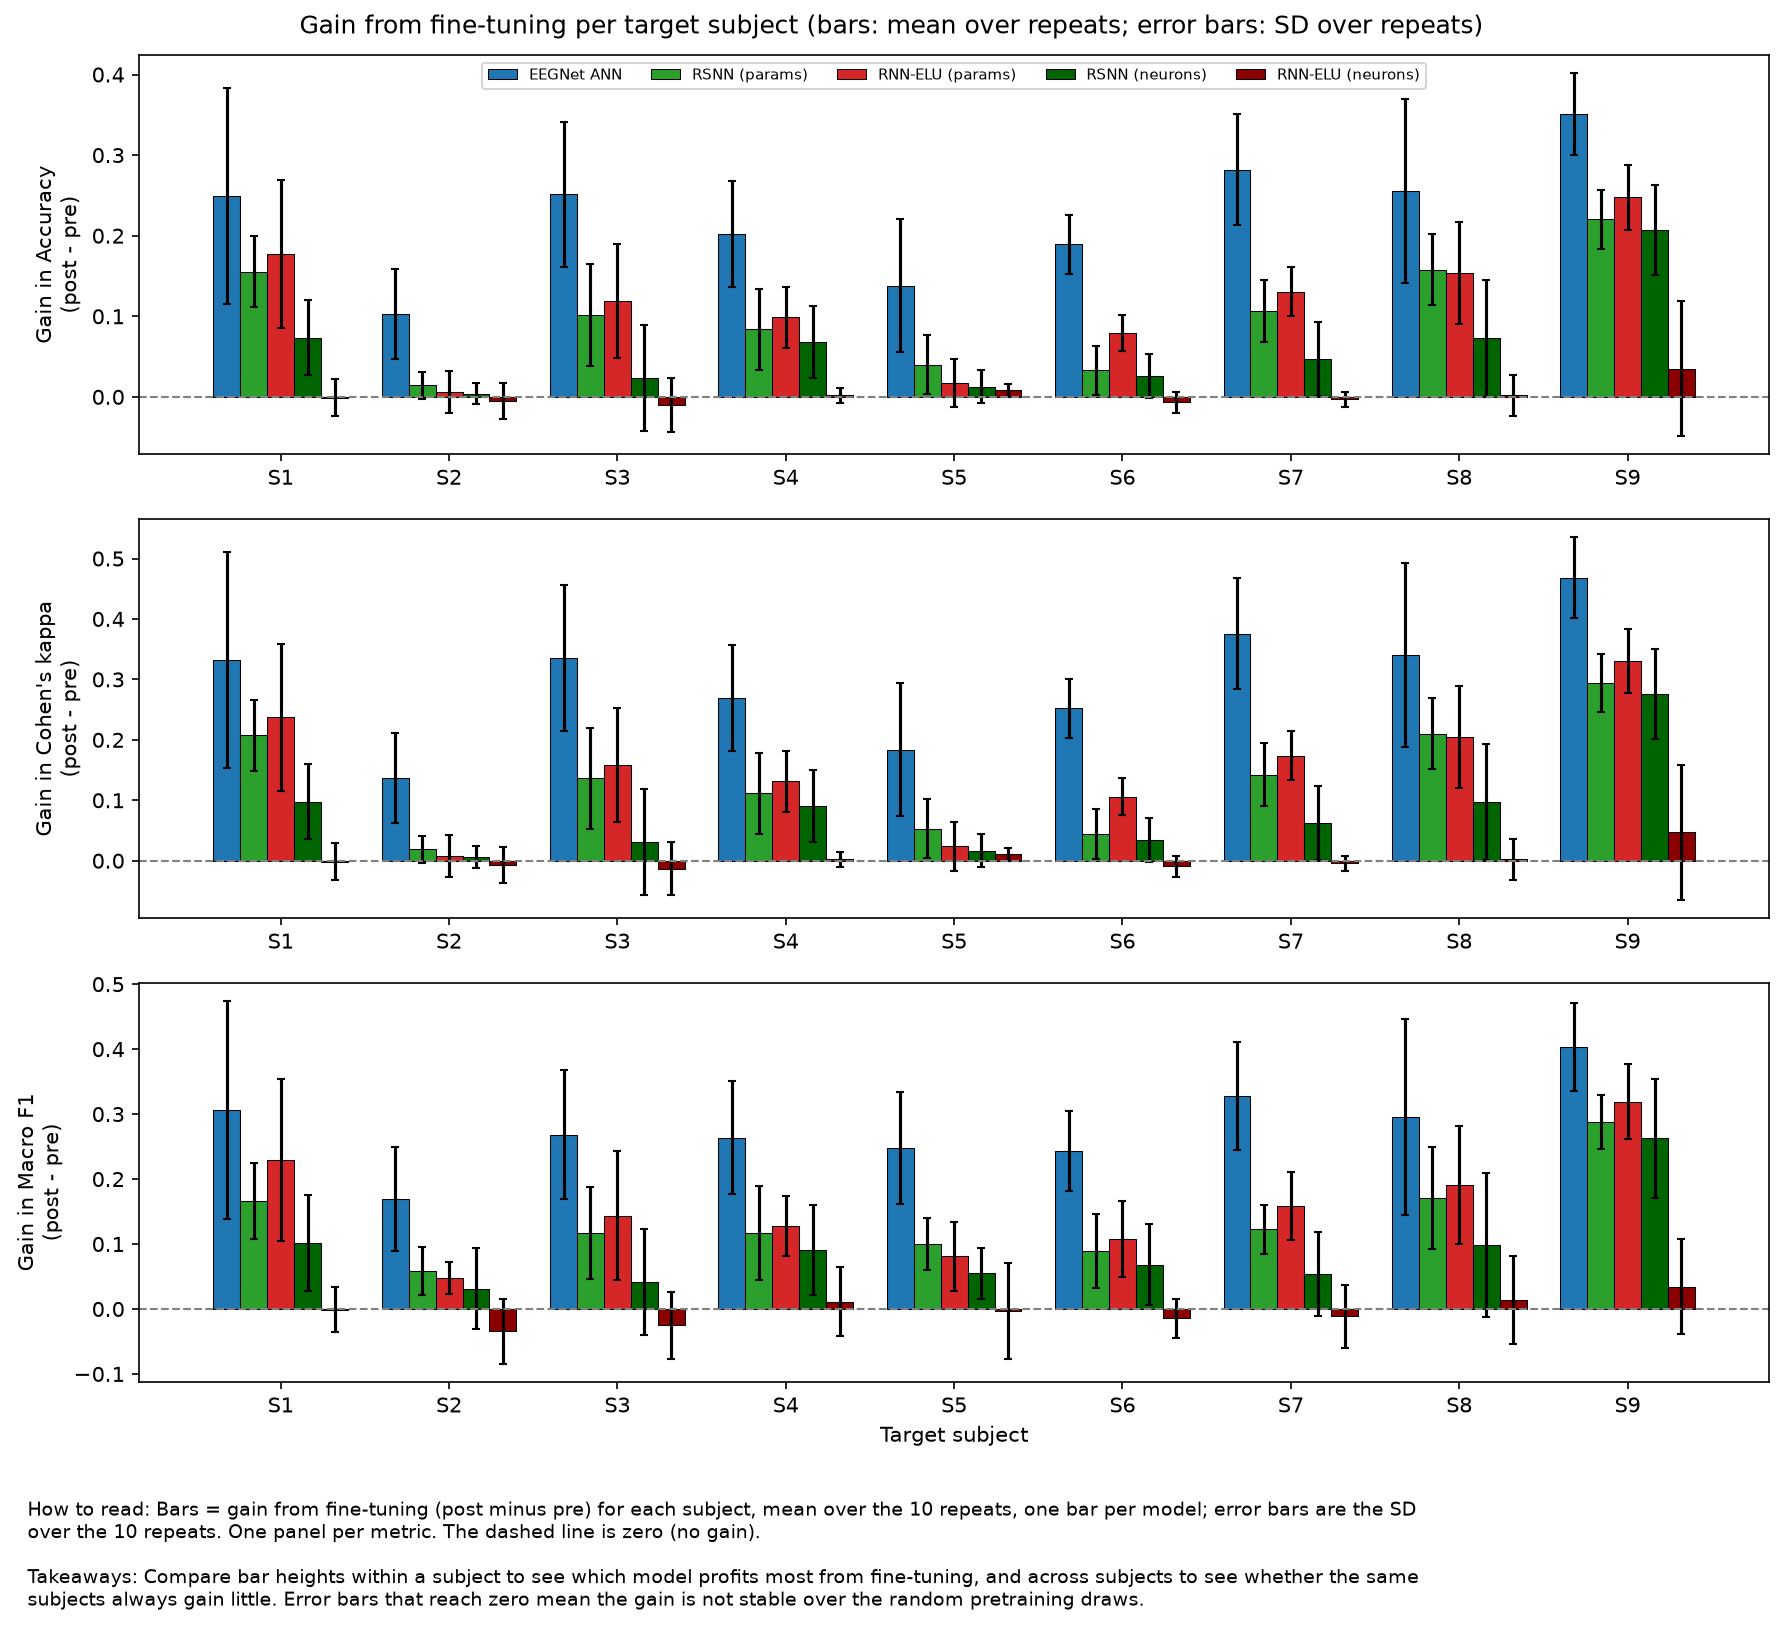 Gain from fine-tuning per target subject (bars: mean over repeats; error bars: SD over repeats)
EEGNet ANN RSNN (params) RNN-ELU (params) RSNN (neurons) RNN-ELU (neurons)
Gain in Accuracy
(post - pre)
0.4
0.3
0.2
0.1
0.0
S1 S2 S3 S4 S5 S6 S7 S8 S9
Gain in Cohen's kappa
(post - pre)
0.5
0.4
0.3
0.2
0.1
0.0
S1 S2 S3 S4 S5 S6 S7 S8 S9
Gain in Macro F1
(post - pre)
0.5
0.4
0.3
0.2
0.1
0.0
−0.1
S1 S2 S3 S4 S5 S6 S7 S8 S9
Target subject
How to read: Bars = gain from fine-tuning (post minus pre) for each subject, mean over the 10 repeats, one bar per model; error bars are the SD
over the 10 repeats. One panel per metric. The dashed line is zero (no gain).
Takeaways: Compare bar heights within a subject to see which model profits most from fine-tuning, and across subjects to see whether the same
subjects always gain little. Error bars that reach zero mean the gain is not stable over the random pretraining draws.